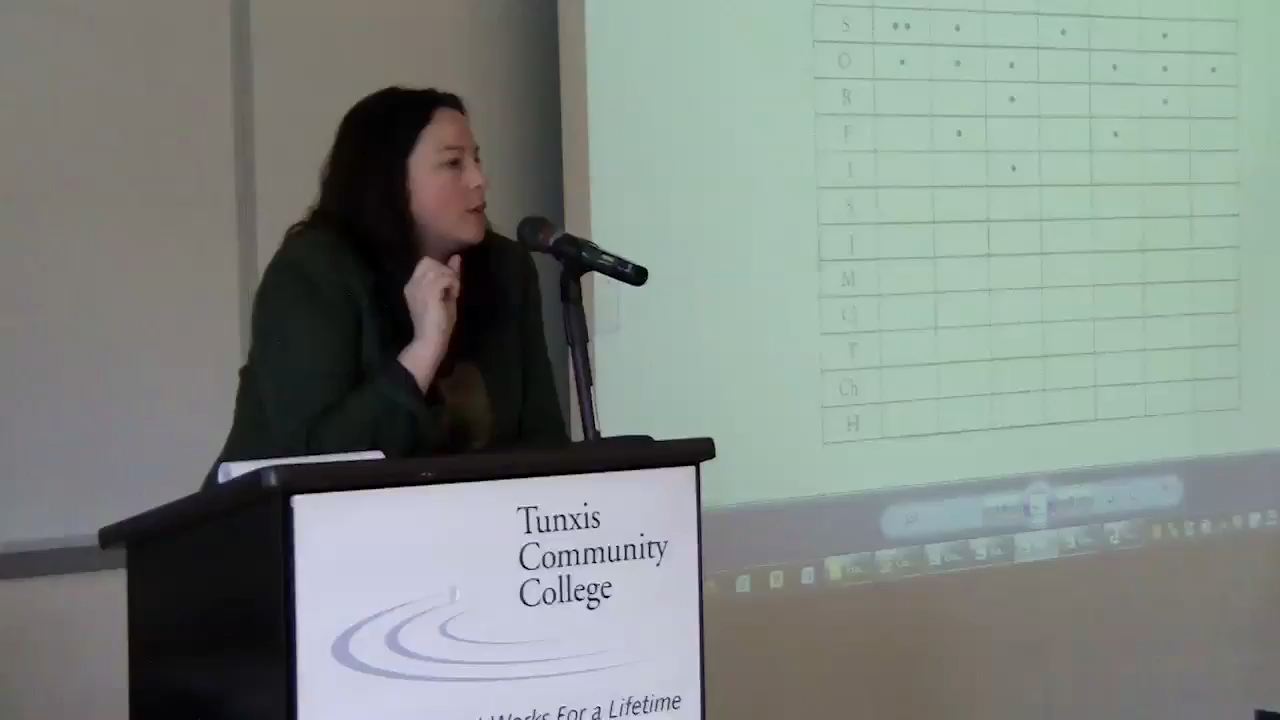 S
O
B
F
I
R
J
M
Q
T
Ch
H
Tunxis
Community
College
Works For a Lifetime